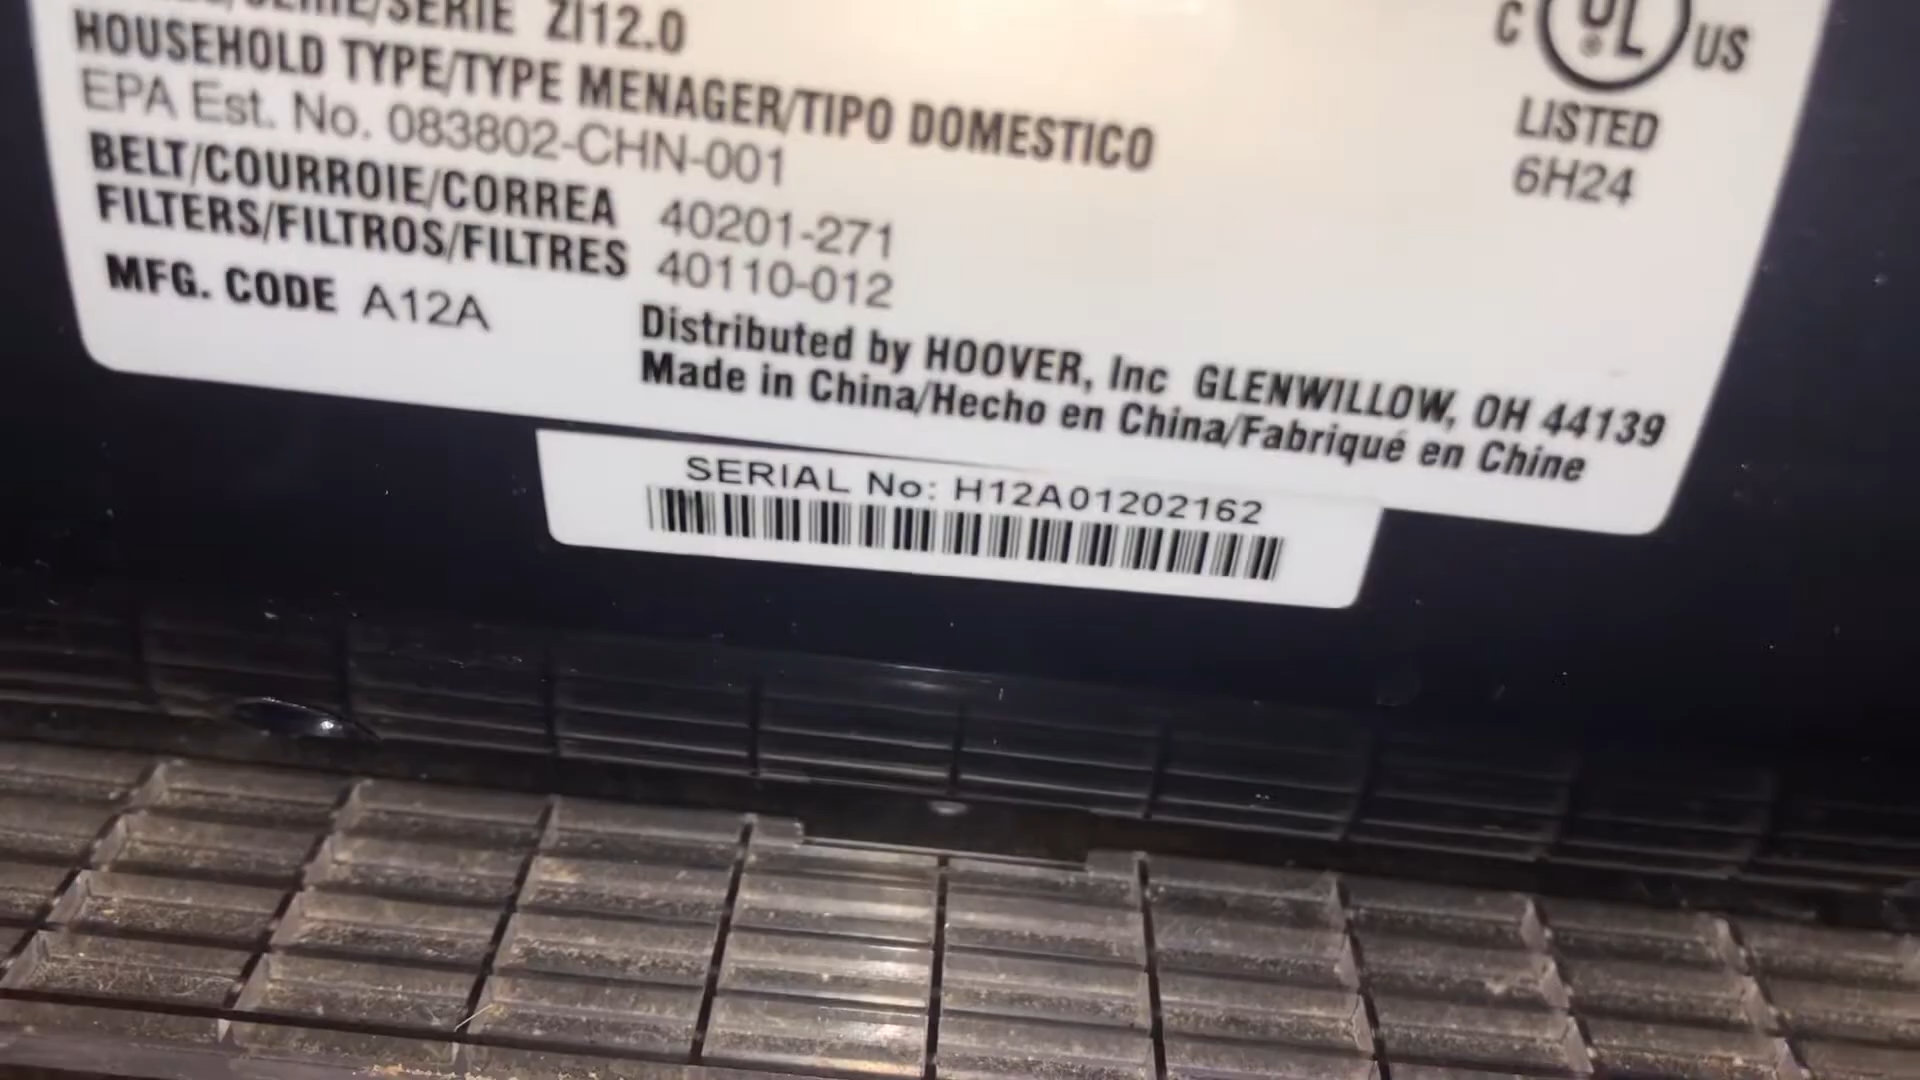 SERIE/SERIE ZI12.0
HOUSEHOLD TYPE/TYPE MENAGER/TIPO DOMESTICO
EPA Est. No. 083802-CHN-001
BELT/COURROIE/CORREA 40201-271
FILTERS/FILTROS/FILTRES 40110-012
MFG. CODE A12A
Distributed by HOOVER, Inc GLENWILLOW, OH 44139
Made in China/Hecho en China/Fabriqué en Chine
C UL ® US
LISTED
6H24
SERIAL No: H12A01202162